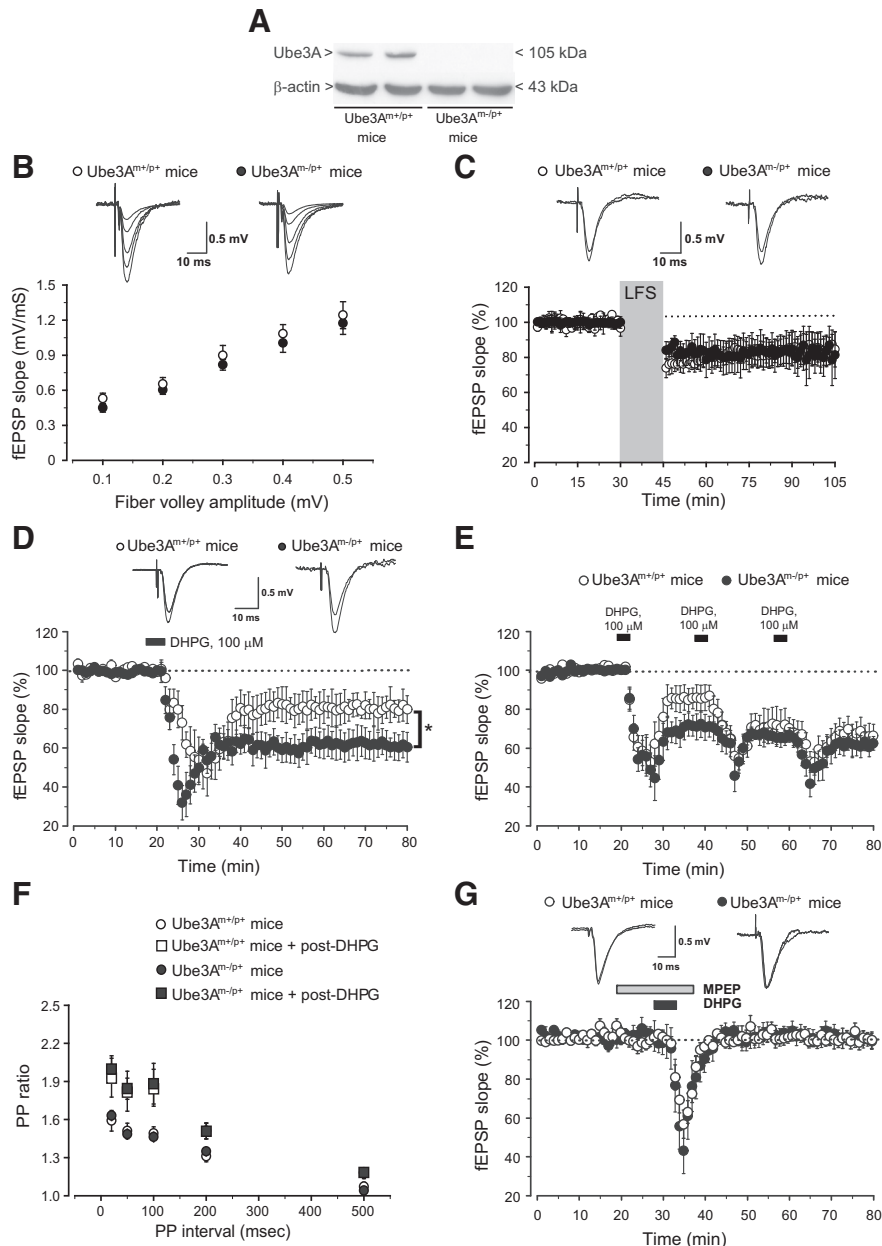 A
Ube3A >
< 105 kDa
β-actin >
< 43 kDa
Ube3A^m+/p+ mice
Ube3A^m-/p+ mice
B
Ube3A^m+/p+ mice
Ube3A^m-/p+ mice
0.5 mV
10 ms
fEPSP slope (mV/mS)
1.5
1.2
0.9
0.6
0.3
0
0.1 0.2 0.3 0.4 0.5
Fiber volley amplitude (mV)
C
Ube3A^m+/p+ mice
Ube3A^m-/p+ mice
0.5 mV
10 ms
LFS
fEPSP slope (%)
120
100
80
60
40
20
0 15 30 45 60 75 90 105
Time (min)
D
Ube3A^m+/p+ mice
Ube3A^m-/p+ mice
0.5 mV
10 ms
DHPG, 100 μM
fEPSP slope (%)
120
100
80
60
40
20
*
0 10 20 30 40 50 60 70 80
Time (min)
E
Ube3A^m+/p+ mice
Ube3A^m-/p+ mice
DHPG, 100 μM
DHPG, 100 μM
DHPG, 100 μM
fEPSP slope (%)
120
100
80
60
40
20
0 10 20 30 40 50 60 70 80
Time (min)
F
Ube3A^m+/p+ mice
Ube3A^m+/p+ mice + post-DHPG
Ube3A^m-/p+ mice
Ube3A^m-/p+ mice + post-DHPG
PP ratio
2.5
2.2
1.9
1.6
1.3
1.0
0 100 200 300 400 500
PP interval (msec)
G
Ube3A^m+/p+ mice
Ube3A^m-/p+ mice
0.5 mV
10 ms
MPEP
DHPG
fEPSP slope (%)
120
100
80
60
40
20
0 10 20 30 40 50 60 70 80
Time (min)